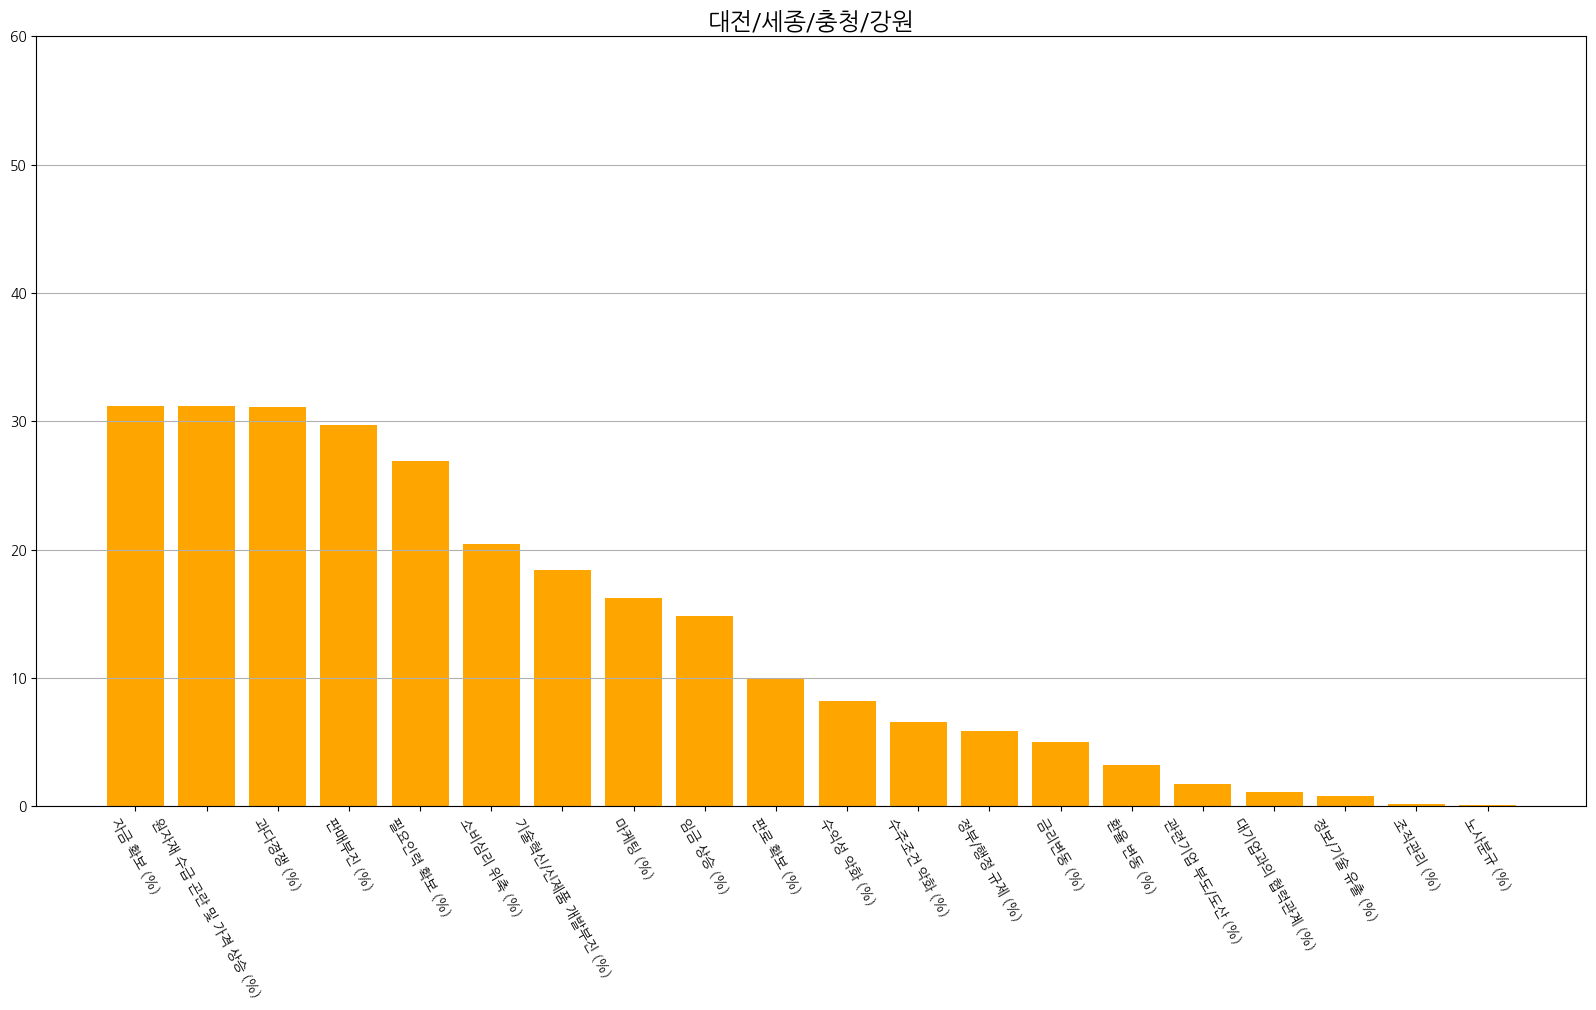 대전/세종/충청/강원
60
50
40
30
20
10
0
자금 확보 (%)
원자재 수급 곤란 및 가격 상승 (%)
과다경쟁 (%)
판매부진 (%)
필요인력 확보 (%)
소비심리 위축 (%)
기술혁신/신제품 개발부진 (%)
마케팅 (%)
임금 상승 (%)
판로 확보 (%)
수익성 악화 (%)
수주조건 악화 (%)
정부/행정 규제 (%)
금리변동 (%)
환율 변동 (%)
관련기업 부도/도산 (%)
대기업과의 협력관계 (%)
정보/기술 유출 (%)
조직관리 (%)
노사분규 (%)